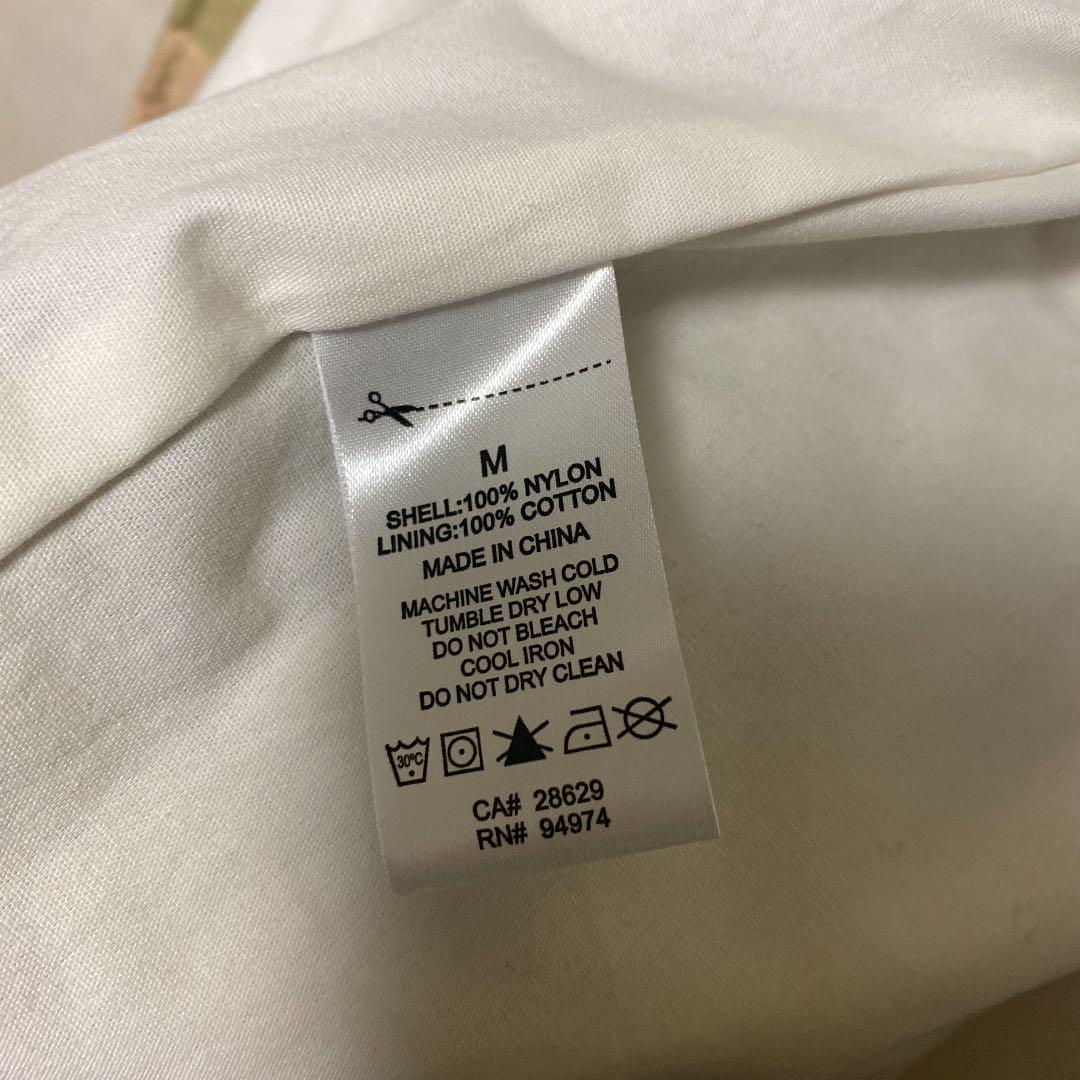 M
SHELL:100% NYLON
LINING:100% COTTON
MADE IN CHINA
MACHINE WASH COLD
TUMBLE DRY LOW
DO NOT BLEACH
COOL IRON
DO NOT DRY CLEAN
30°C
CA# 28629
RN# 94974